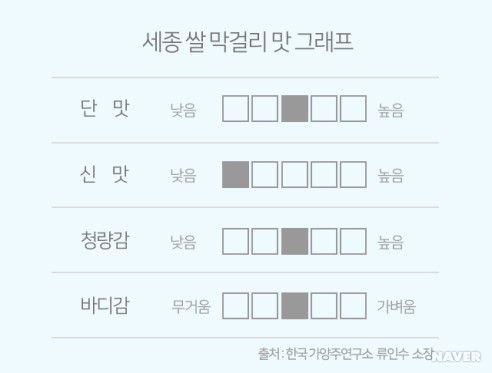 세종 쌀 막걸리 맛 그래프
단 맛 낮음 높음
신 맛 낮음 높음
청량감 낮음 높음
바디감 무거움 가벼움
출처 : 한국가양주연구소 류인수 소장
NAVER